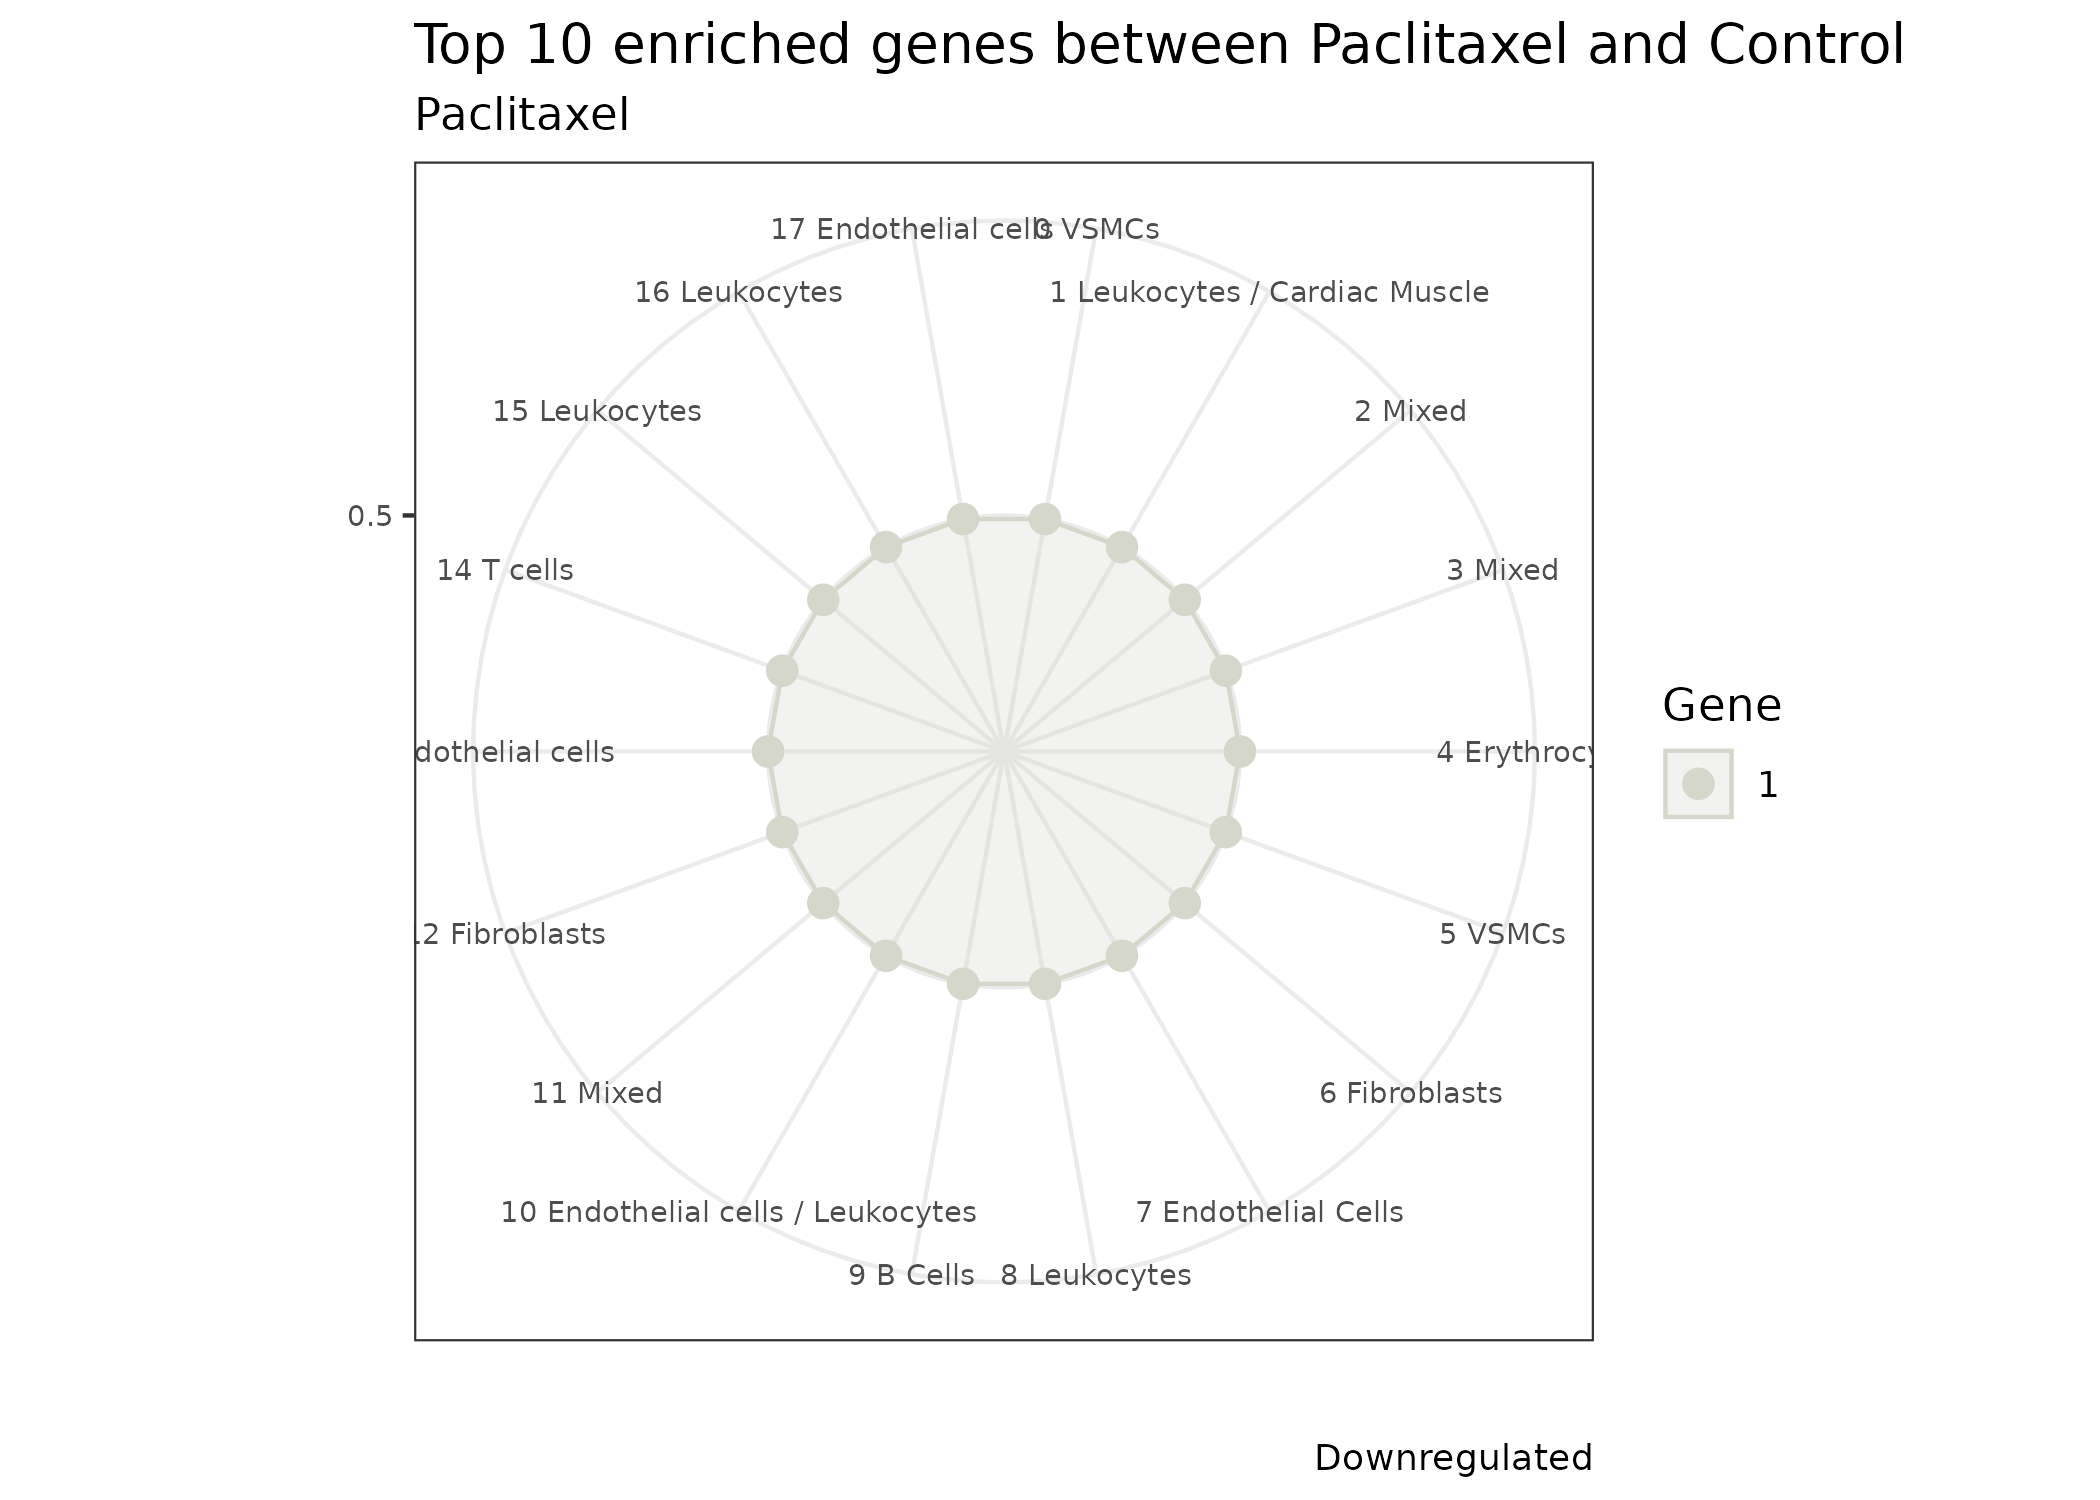 Top 10 enriched genes between Paclitaxel and Control
Paclitaxel
17 Endothelial cells
0 VSMCs
16 Leukocytes
1 Leukocytes / Cardiac Muscle
15 Leukocytes
2 Mixed
0.5
14 T cells
3 Mixed
dothelial cells
4 Erythrocy
Gene
1
12 Fibroblasts
5 VSMCs
11 Mixed
6 Fibroblasts
10 Endothelial cells / Leukocytes
7 Endothelial Cells
9 B Cells
8 Leukocytes
Downregulated